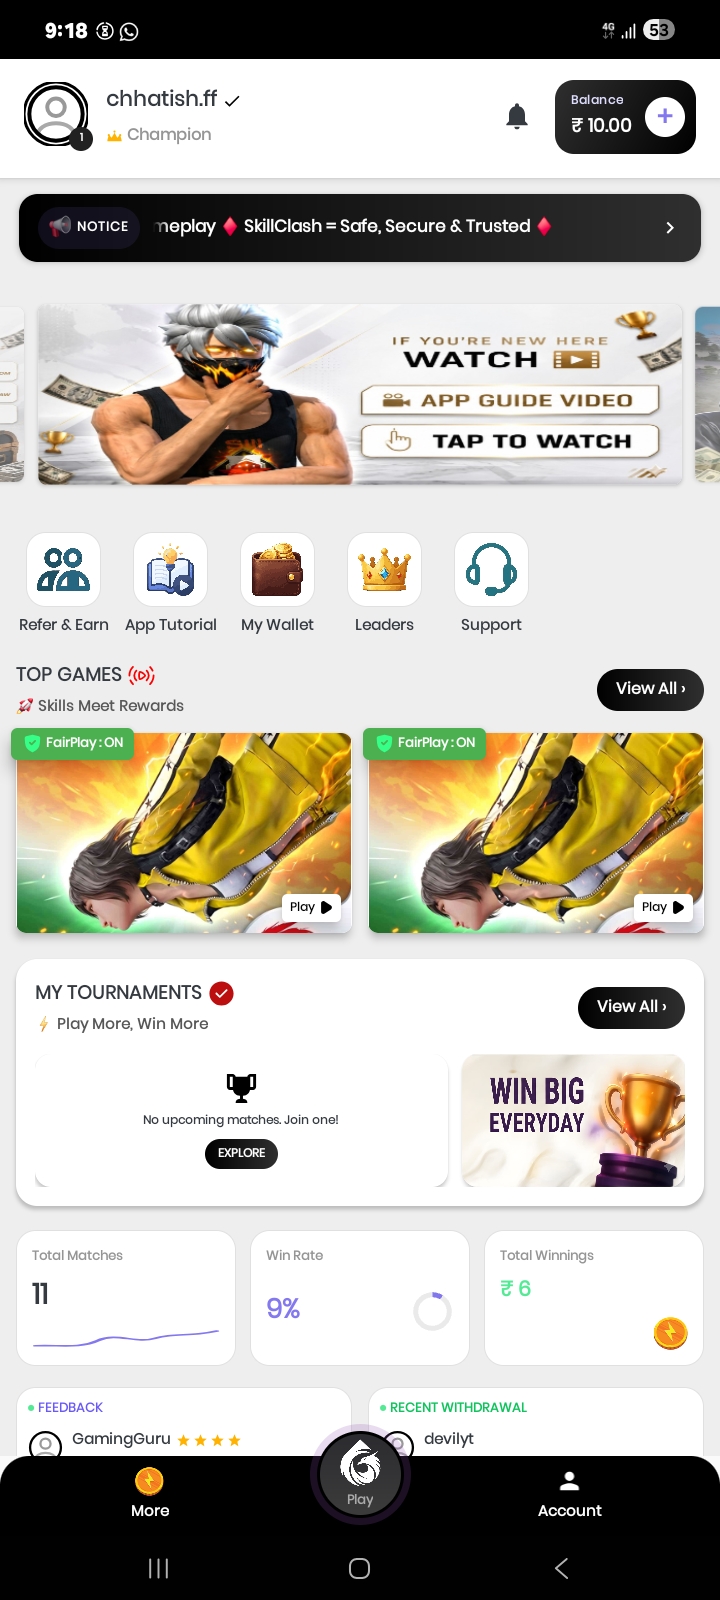 9:18
4G
53
chhatish.ff
1
Champion
Balance
₹ 10.00
+
NOTICE
meplay ♦️ SkillClash = Safe, Secure & Trusted ♦️
IF YOU'RE NEW HERE
WATCH
APP GUIDE VIDEO
TAP TO WATCH
Refer & Earn
App Tutorial
My Wallet
Leaders
Support
TOP GAMES
🚀 Skills Meet Rewards
View All ›
FairPlay : ON
FairPlay : ON
Play
Play
MY TOURNAMENTS
⚡ Play More, Win More
View All ›
No upcoming matches. Join one!
EXPLORE
WIN BIG
EVERYDAY
Total Matches
11
Win Rate
9%
Total Winnings
₹ 6
FEEDBACK
GamingGuru
RECENT WITHDRAWAL
devilyt
More
Play
Account